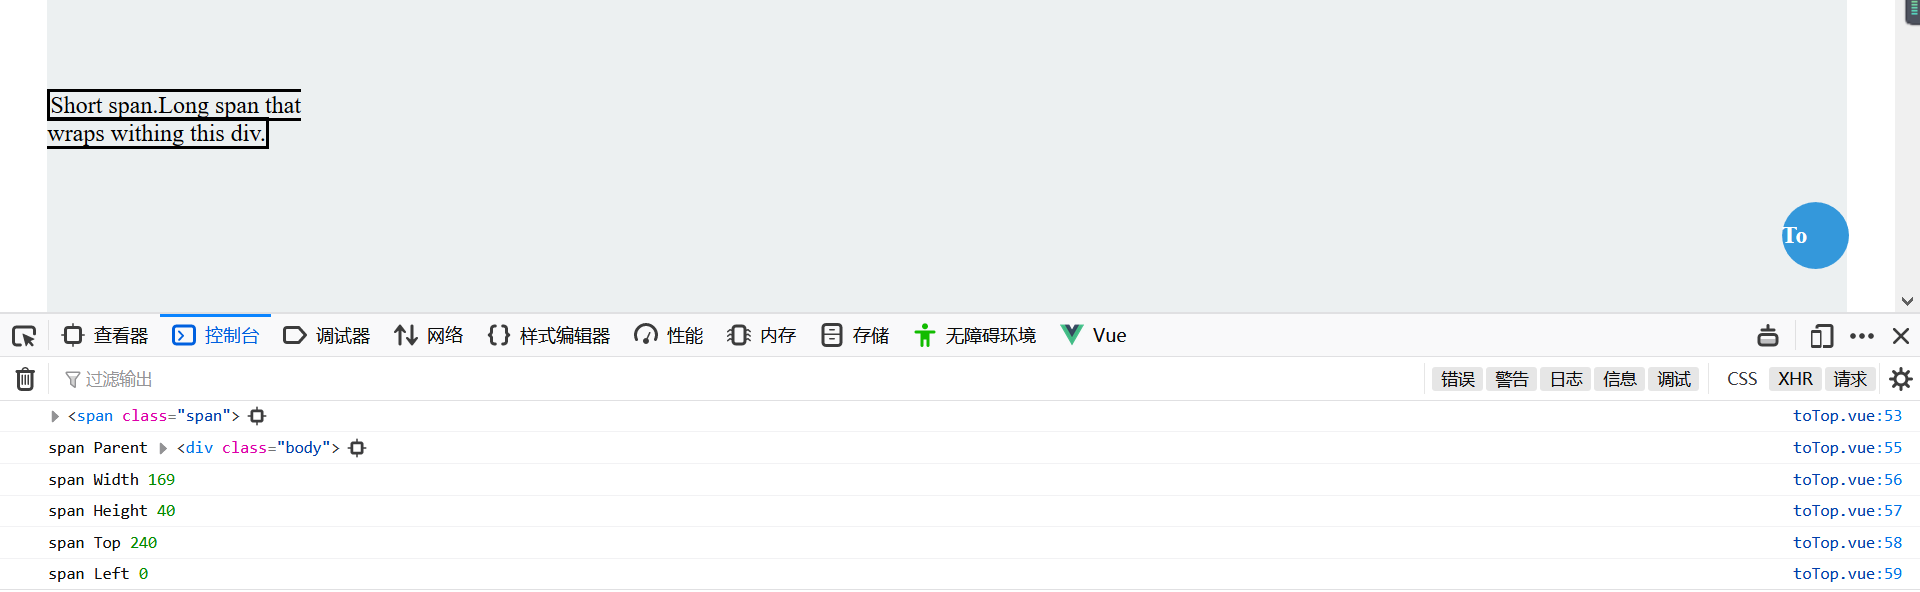 Short span.Long span that
wraps withing this div.
To
查看器 控制台 调试器 网络 样式编辑器 性能 内存 存储 无障碍环境 Vue
过滤输出 错误 警告 日志 信息 调试 CSS XHR 请求
<span class="span"> toTop.vue:53
span Parent <div class="body"> toTop.vue:55
span Width 169 toTop.vue:56
span Height 40 toTop.vue:57
span Top 240 toTop.vue:58
span Left 0 toTop.vue:59